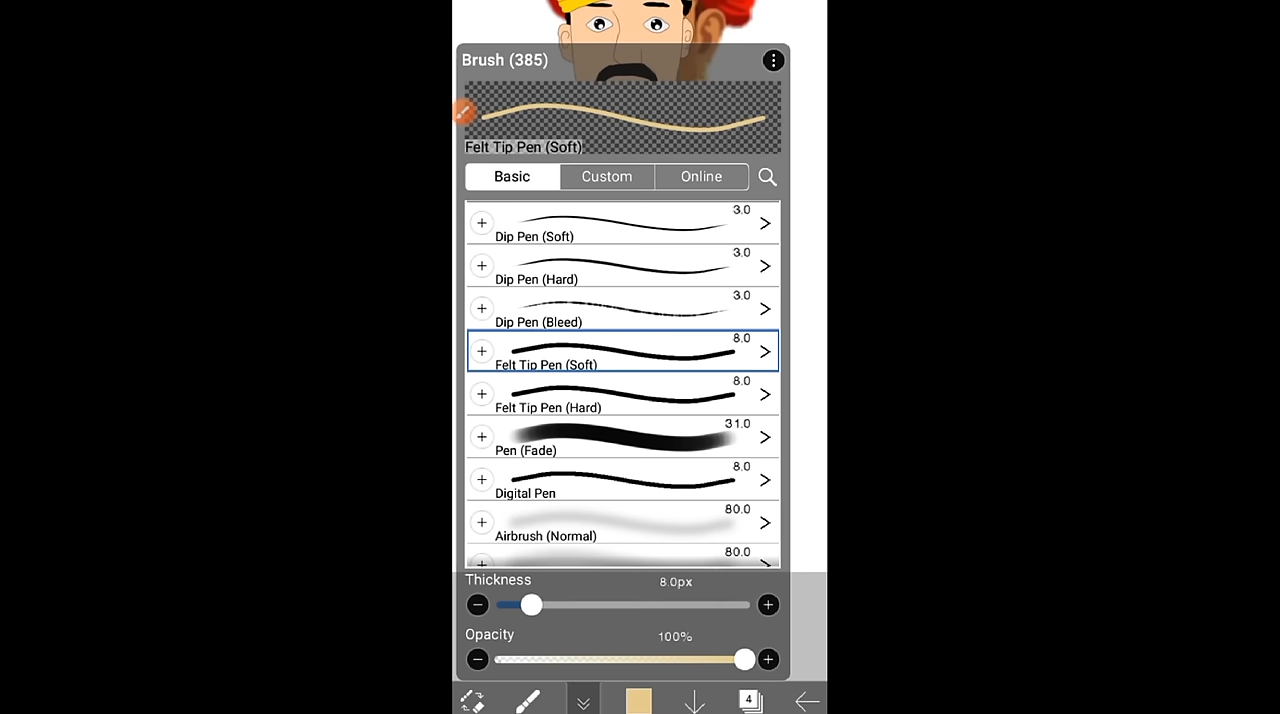 Brush (385)
Felt Tip Pen (Soft)
Basic
Custom
Online
3.0
Dip Pen (Soft)
3.0
Dip Pen (Hard)
3.0
Dip Pen (Bleed)
8.0
Felt Tip Pen (Soft)
8.0
Felt Tip Pen (Hard)
31.0
Pen (Fade)
8.0
Digital Pen
80.0
Airbrush (Normal)
80.0
Thickness 8.0px
Opacity 100%
4